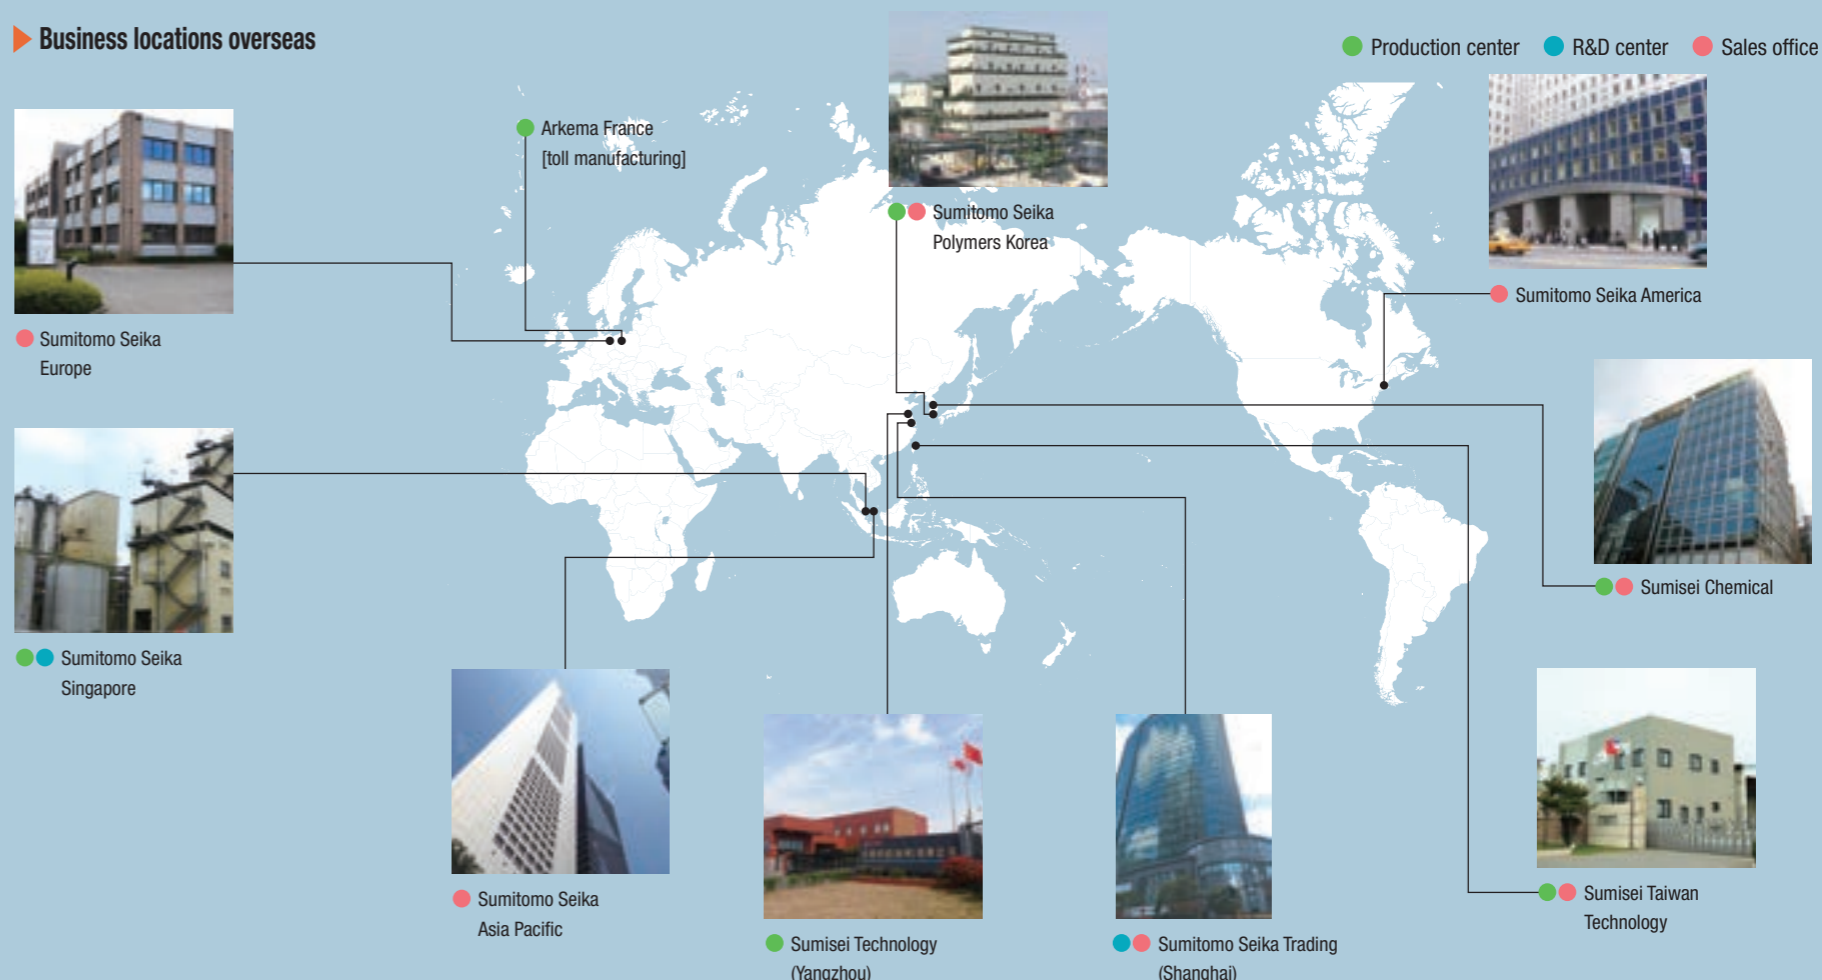 Business locations overseas
Production center
R&D center
Sales office
Arkema France
[toll manufacturing]
Sumitomo Seika
Polymers Korea
Sumitomo Seika America
Sumitomo Seika
Europe
Sumisei Chemical
Sumitomo Seika
Singapore
Sumitomo Seika
Asia Pacific
Sumisei Technology
(Yangzhou)
Sumitomo Seika Trading
(Shanghai)
Sumisei Taiwan
Technology